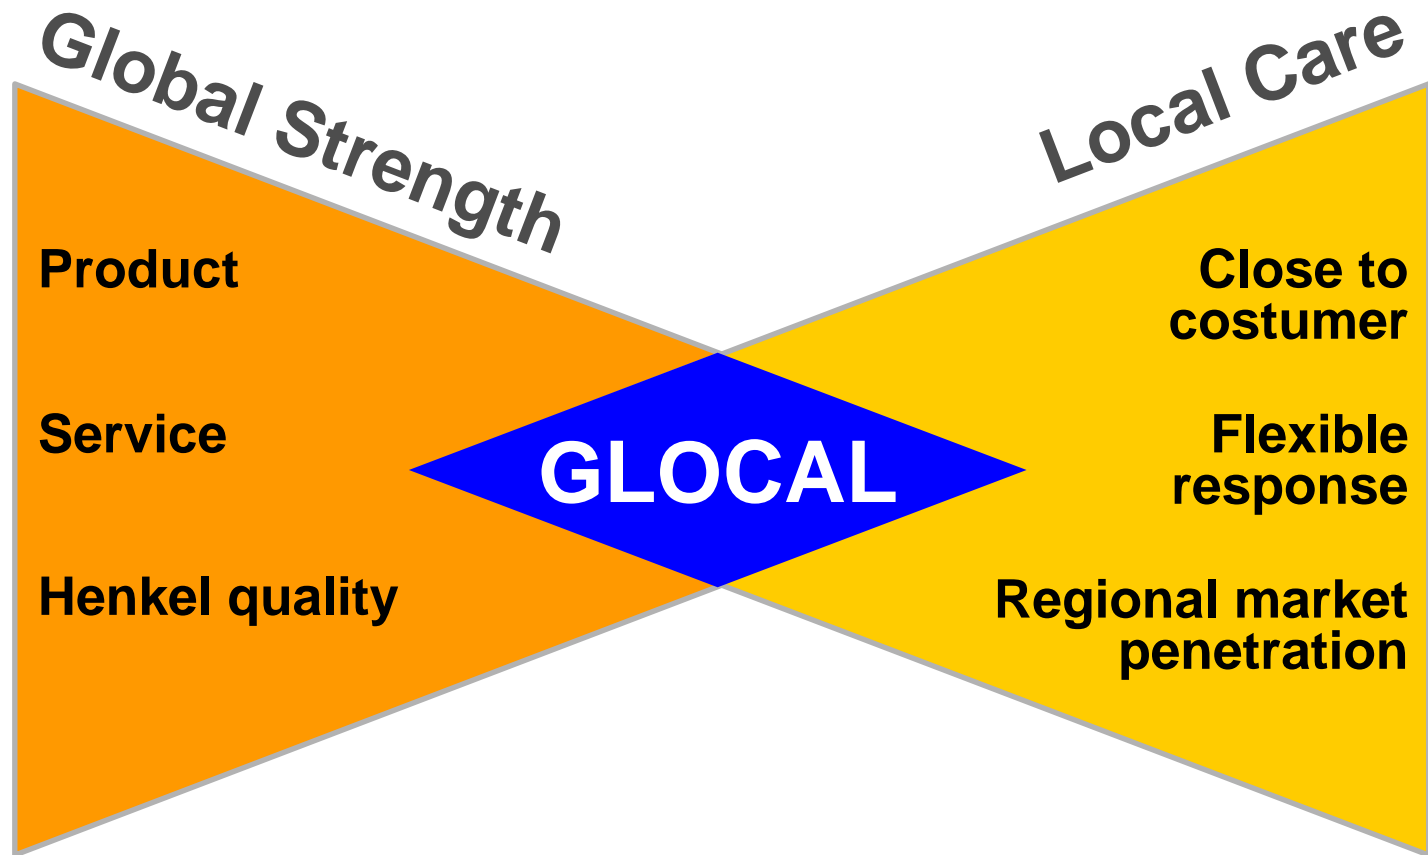 Global Strength
Local Care
Product
Service
Henkel quality
GLOCAL
Close to
costumer
Flexible
response
Regional market
penetration